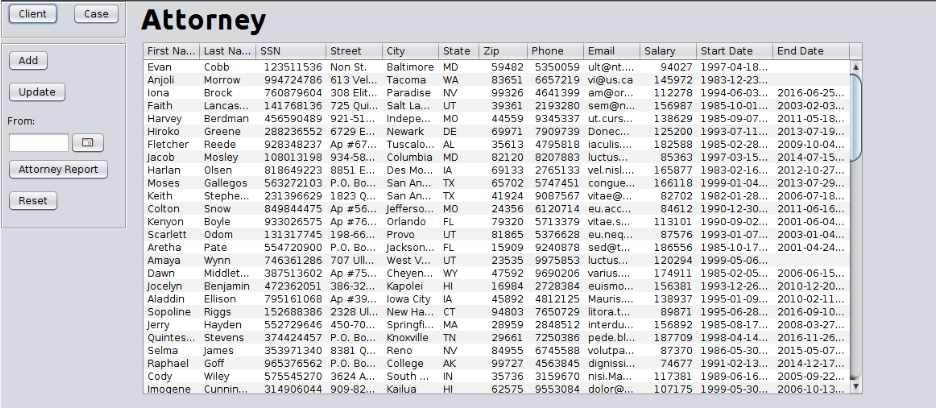 Client Case
Attorney
Add
Update
From:
Attorney Report
Reset
First Na... Last Na... SSN Street City State Zip Phone Email Salary Start Date End Date
Evan Cobb 123511536 Non St. Baltimore MD 59482 5350059 ult@nt.... 94027 1997-04-18...
Anjoli Morrow 994724786 613 Vel... Tacoma WA 83651 6657219 vi@us.ca 145972 1983-12-23...
Iona Brock 760879604 308 Elit... Paradise NV 99326 4641399 am@or... 112278 1994-06-03... 2016-06-25...
Faith Lancas... 141768136 725 Qui... Salt La... UT 39361 2193280 sem@n... 156987 1985-10-01... 2003-02-03...
Harvey Berdman 456590489 921-51... Indepe... MO 44559 9345337 ut.curs... 138629 1985-09-07... 2011-05-18...
Hiroko Greene 288236552 6729 E... Newark DE 69971 7909739 Donec... 125200 1993-07-11... 2013-07-19...
Fletcher Reede 928348237 Ap #67... Tuscalo... AL 35613 4795818 iaculis.... 182588 1985-02-28... 2009-10-04...
Jacob Mosley 108013198 934-58... Columbia MD 82120 8207883 luctus.... 85363 1997-03-15... 2014-07-15...
Harlan Olsen 818649223 8851 E... Des Mo... IA 69133 2765133 vel.nisl.... 165877 1983-02-16... 2012-10-27...
Moses Gallegos 563272103 P.O. Bo... San An... TX 65702 5747451 congue... 166118 1999-01-04... 2013-07-29...
Keith Stephe... 231396629 1823 Q... San An... TX 41924 9087567 vitae@... 82702 1982-01-28... 2006-07-18...
Colton Snow 849844475 Ap #56... Jefferso... MO 24356 6120714 eu.acc... 84612 1990-12-30... 2011-06-16...
Kenyon Boyle 933026575 Ap #76... Orlando FL 79320 5713379 vitae.s... 113101 1990-09-02... 2001-06-04...
Scarlett Odom 131317745 198-66... Provo UT 81865 5376628 eu.neq... 87576 1993-01-07... 2003-01-04...
Aretha Pate 554720900 P.O. Bo... Jackson... FL 15909 9240878 sed@t... 186556 1985-10-17... 2001-04-24...
Amaya Wynn 746361286 707 Ull... West V... UT 23535 9975853 luctus... 120294 1999-05-06...
Dawn Middlet... 387513602 Ap #75... Cheyen... WY 47592 9690206 varius.... 174911 1985-02-05... 2006-06-15...
Jocelyn Benjamin 472362051 386-32... Kapolei HI 16984 2728384 euismo... 156381 1993-12-26... 2010-12-20...
Aladdin Ellison 795161068 Ap #39... Iowa City IA 45892 4812125 Mauris.... 138937 1995-01-09... 2010-02-11...
Sopoline Riggs 152688386 2328 Ul... New Ha... CT 94803 7650729 litora.t... 89871 1995-06-28... 2016-09-10...
Jerry Hayden 552729646 450-70... Springfi... MA 28959 2848512 interdu... 156892 1985-08-17... 2008-03-27...
Quintes... Stevens 374424457 P.O. Bo... Knoxville TN 29661 7250386 pede.bl... 187709 1998-04-14... 2016-11-26...
Selma James 353971340 8381 Q... Reno NV 84955 6745588 volutpa... 87370 1986-05-30... 2015-05-07...
Raphael Goff 965376562 P.O. Bo... College AK 99727 4563845 dignissi... 74677 1991-02-13... 2014-12-17...
Cody Wiley 575545270 3624 A... South ... IN 35736 3159670 nisi.Ma... 117381 1989-06-16... 2005-09-22...
Imogene Cunnin... 314906044 909-82... Kailua HI 62575 9553084 dolor@... 107175 1999-05-30... 2006-10-13...